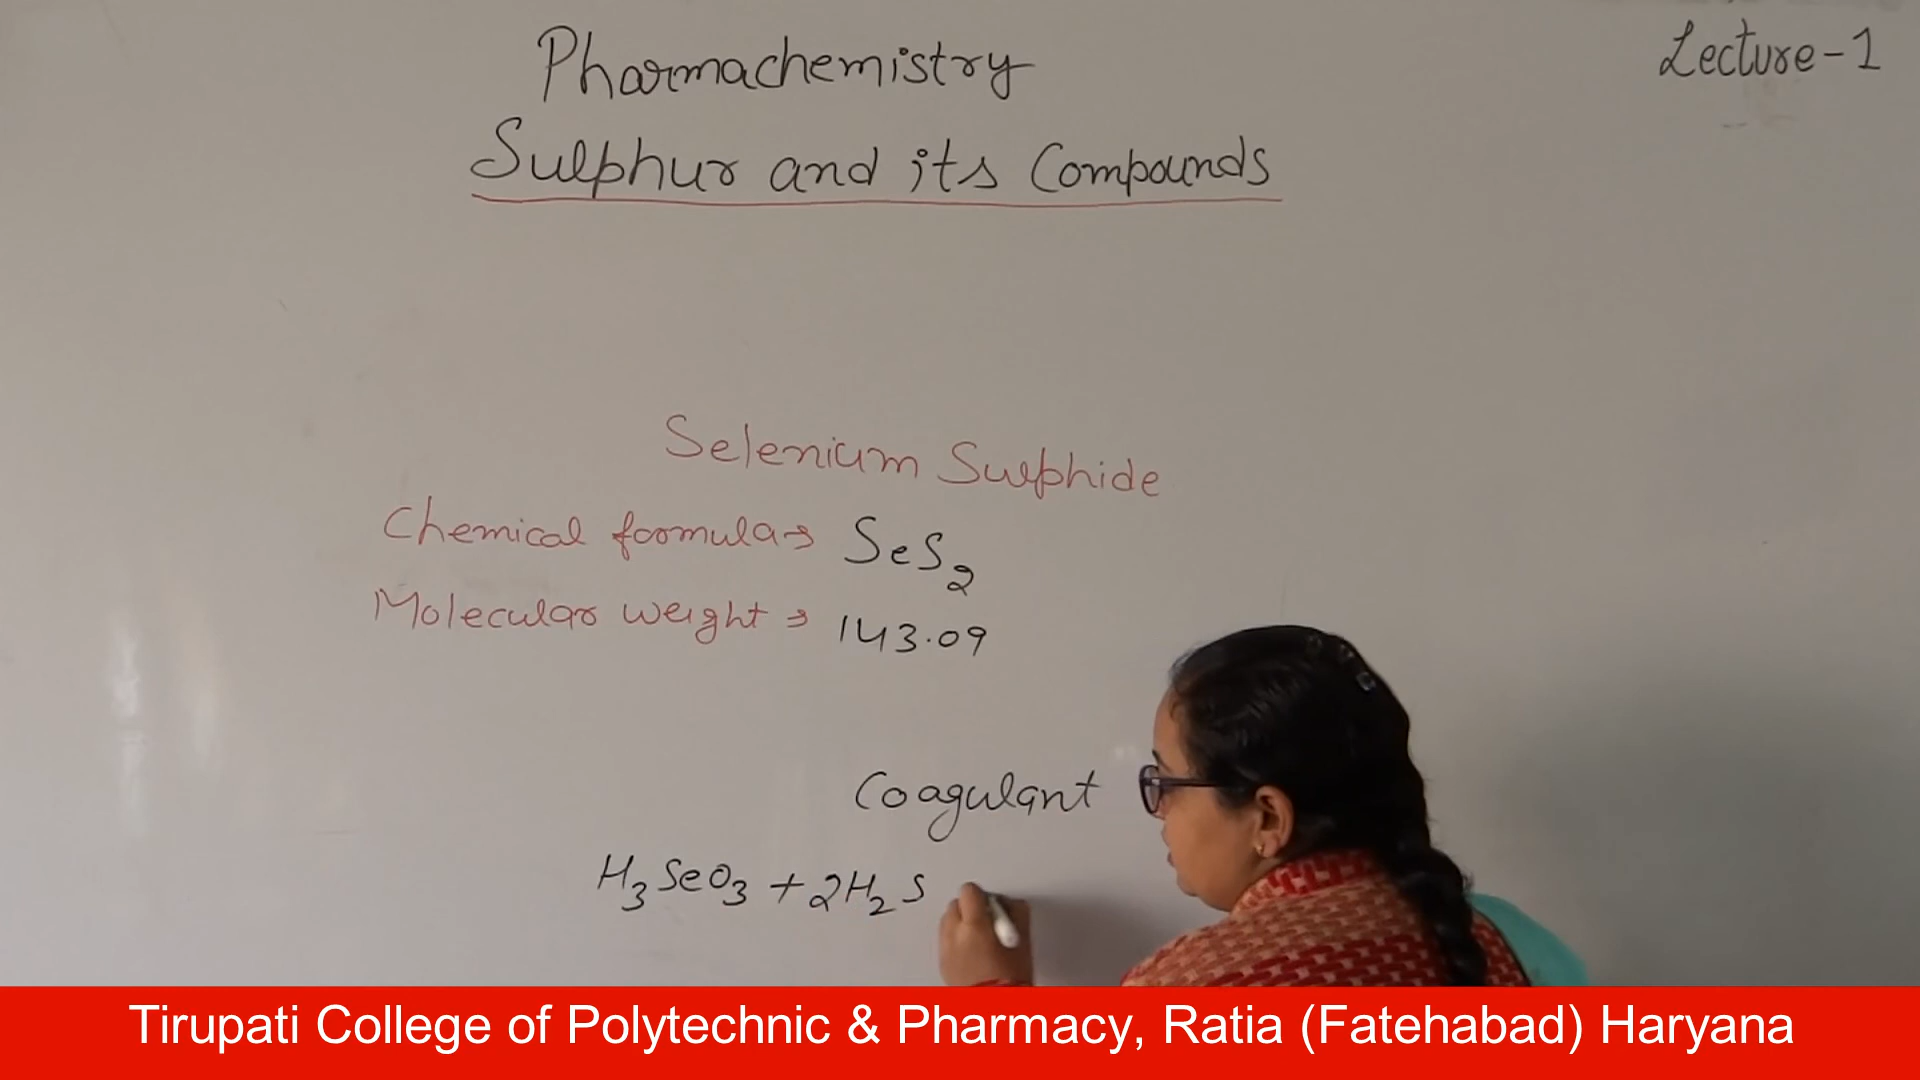 Lecture-1
Pharmachemistry
Sulphur and its Compounds
Selenium Sulphide
Chemical formula → SeS₂
Molecular weight → 143.09
Coagulant
H₃SeO₃ + 2H₂S
Tirupati College of Polytechnic & Pharmacy, Ratia (Fatehabad) Haryana